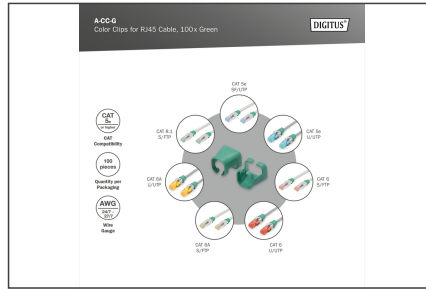 A-CC-G
Color Clips for RJ45 Cable, 100x Green
DIGITUS®
CAT
5e
or higher
CAT
Compatibility
100
pieces
Quantity per
Packaging
AWG
24/7 -
27/7
Wire
Range
CAT 5e
SF/UTP
CAT 8.1
S/FTP
CAT 5e
U/UTP
CAT 6A
U/UTP
CAT 6
S/FTP
CAT 6A
S/FTP
CAT 6
U/UTP